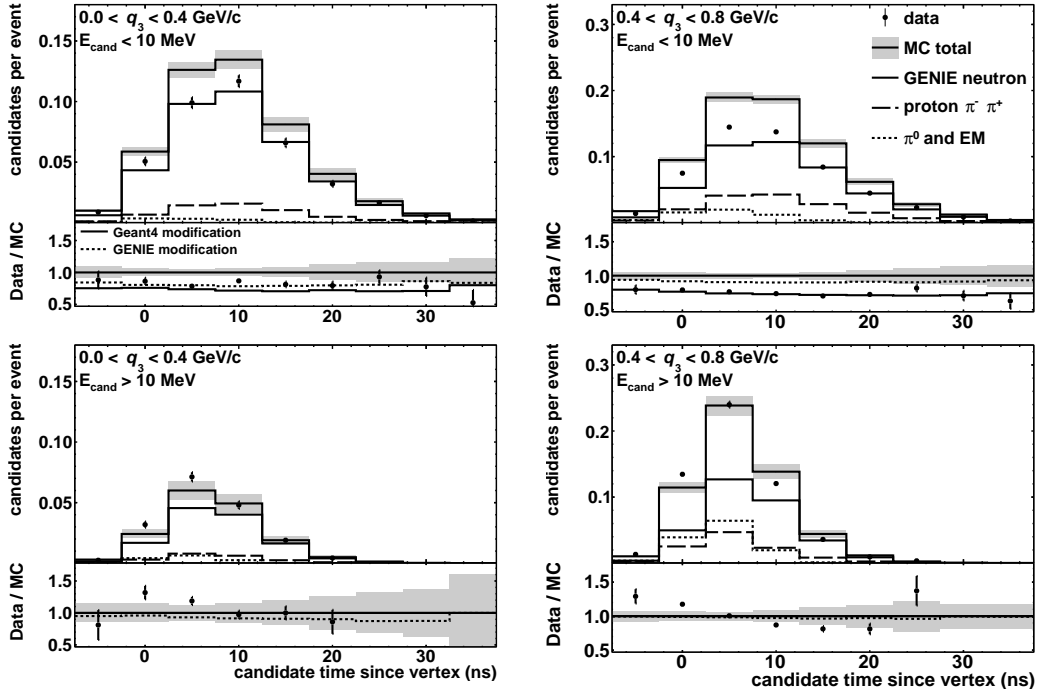 0.0 < q₃ < 0.4 GeV/c
E_cand < 10 MeV
candidates per event
0.15
0.10
0.05
Geant4 modification
GENIE modification
Data / MC
1.5
1.0
0.5
0 10 20 30
0.4 < q₃ < 0.8 GeV/c
E_cand < 10 MeV
data
MC total
GENIE neutron
proton π⁻ π⁺
π⁰ and EM
candidates per event
0.3
0.2
0.1
Data / MC
1.5
1.0
0.5
0 10 20 30
0.0 < q₃ < 0.4 GeV/c
E_cand > 10 MeV
candidates per event
0.15
0.10
0.05
Data / MC
1.5
1.0
0.5
0 10 20 30
candidate time since vertex (ns)
0.4 < q₃ < 0.8 GeV/c
E_cand > 10 MeV
candidates per event
0.3
0.2
0.1
Data / MC
1.5
1.0
0.5
0 10 20 30
candidate time since vertex (ns)